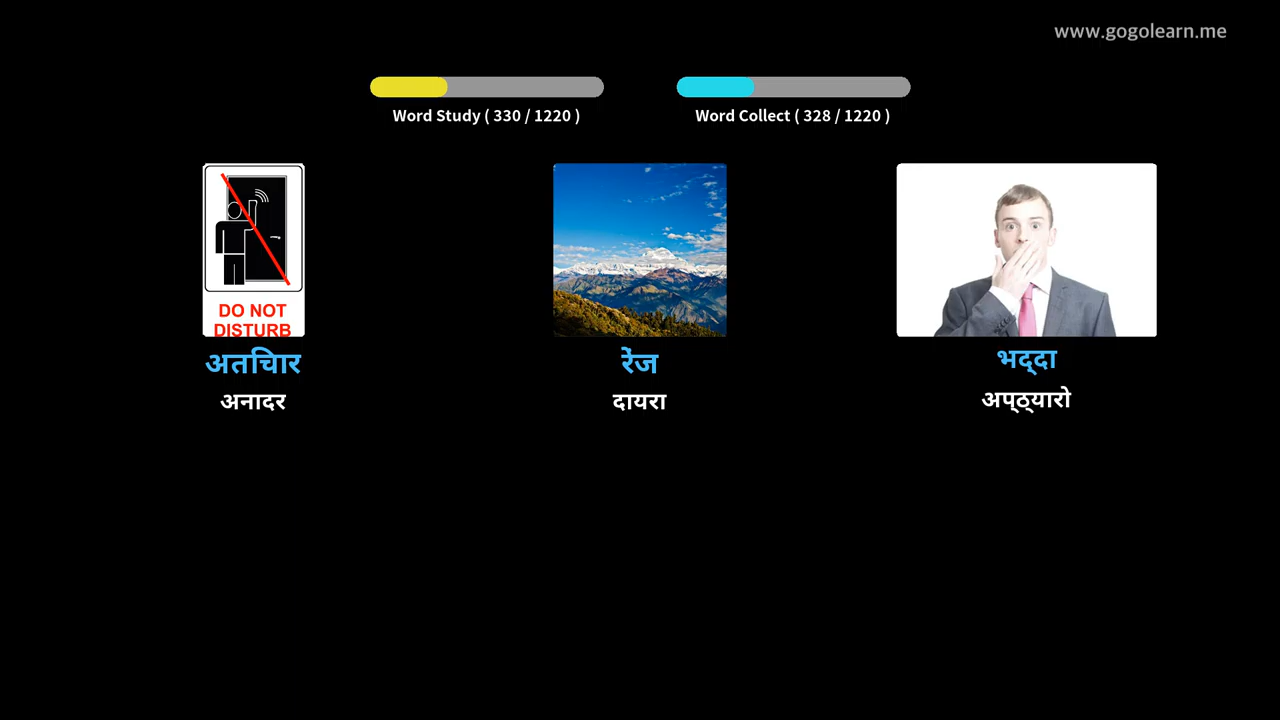 www.gogolearn.me
Word Study ( 330 / 1220 )
Word Collect ( 328 / 1220 )
DO NOT
DISTURB
अतिचार
अनादर
रेंज
दायरा
भद्दा
अप्ठ्यारो